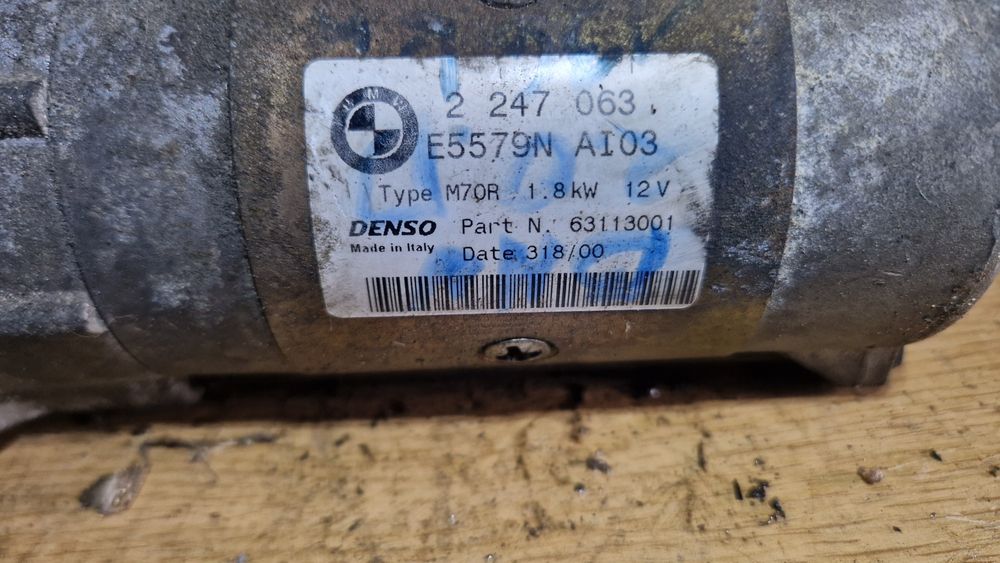 BMW
2 247 063
E5579N AI03
Type M70R 1.8kW 12V
DENSO Part N. 63113001
Made in Italy Date 318/00